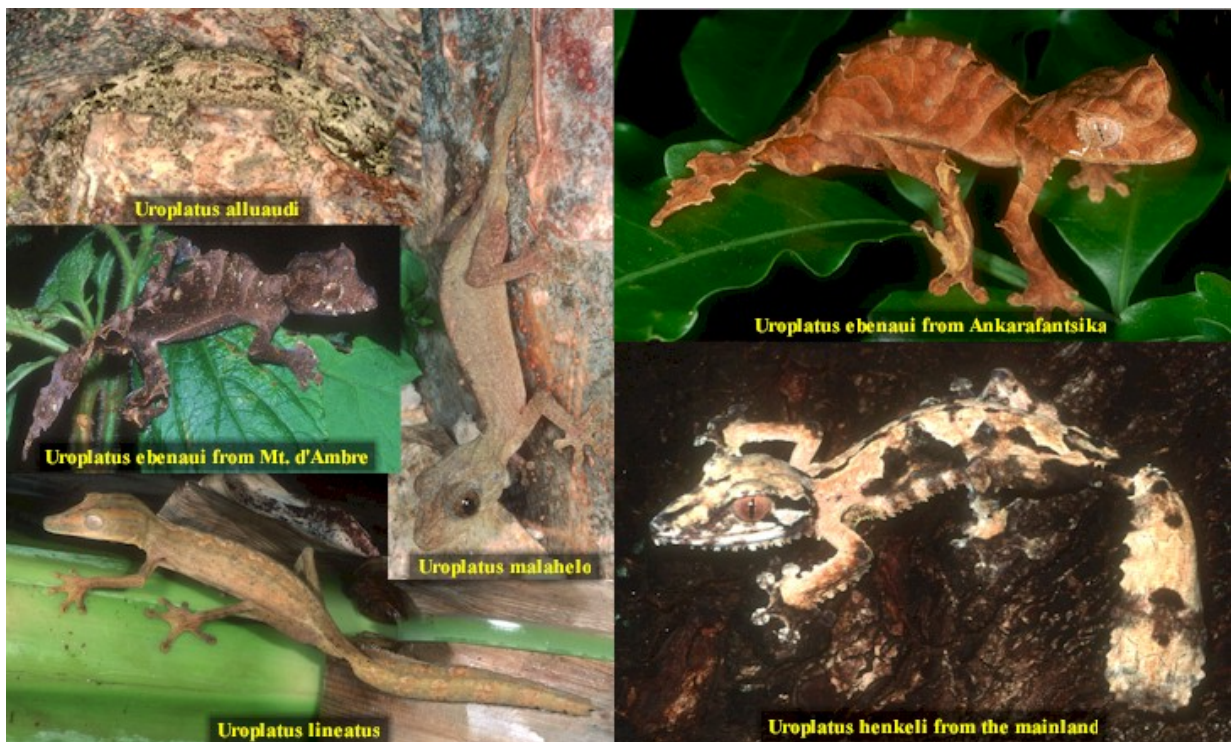 Uroplatus alluaudi
Uroplatus ebenaui from Mt. d'Ambre
Uroplatus malahelo
Uroplatus lineatus
Uroplatus ebenaui from Ankarafantsika
Uroplatus henkeli from the mainland